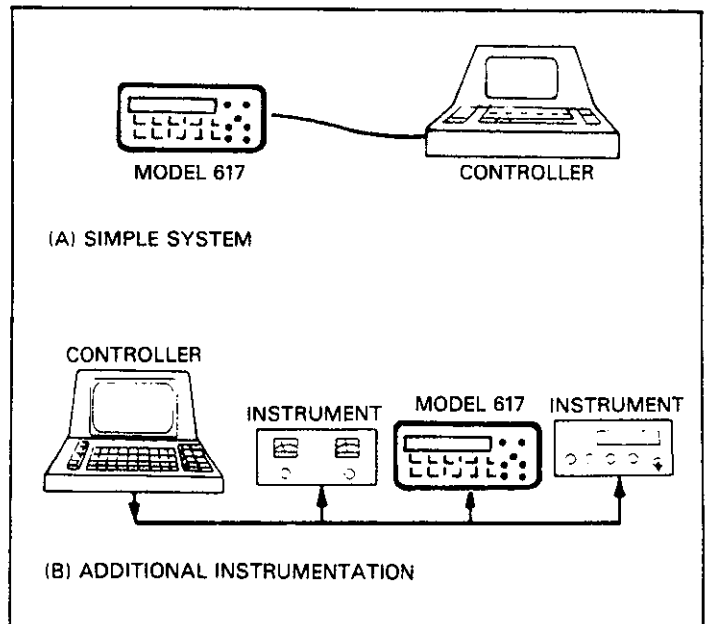 MODEL 617
CONTROLLER
(A) SIMPLE SYSTEM
CONTROLLER
INSTRUMENT
MODEL 617
INSTRUMENT
(B) ADDITIONAL INSTRUMENTATION